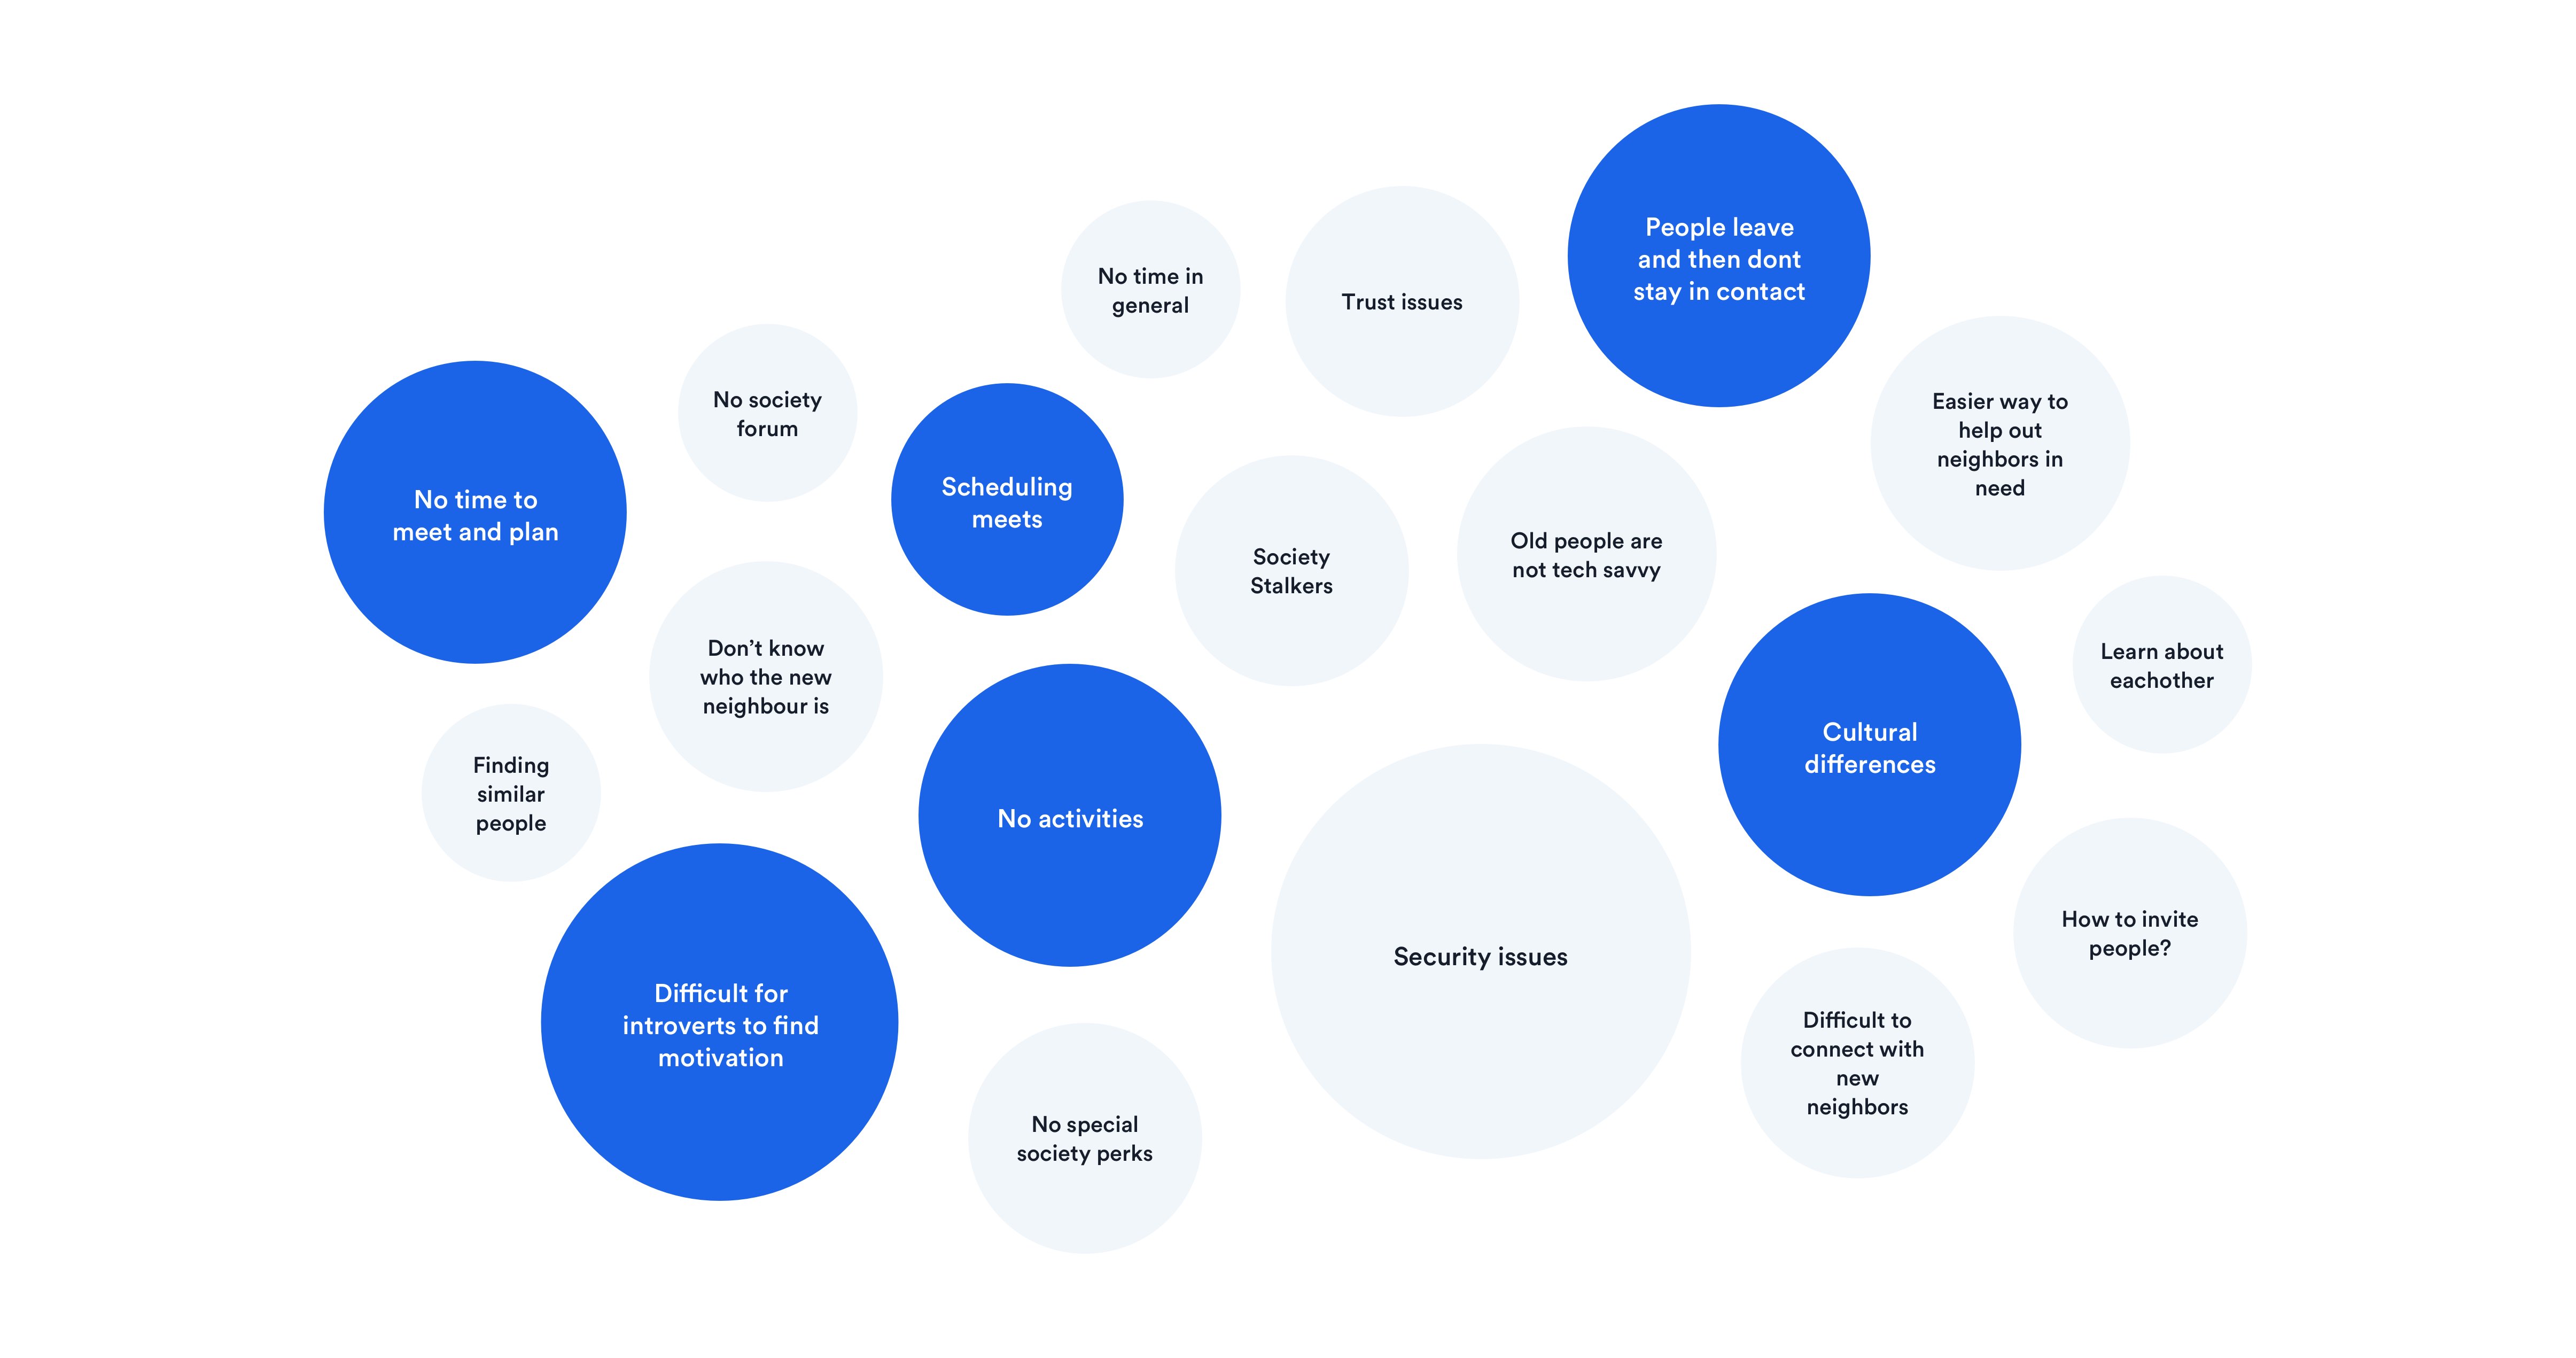 People leave
and then dont
stay in contact
No time in
general
Trust issues
No society
forum
Easier way to
help out
neighbors in
need
No time to
meet and plan
Scheduling
meets
Society
Stalkers
Old people are
not tech savvy
Don’t know
who the new
neighbour is
Learn about
eachother
Finding
similar
people
No activities
Cultural
differences
Security issues
How to invite
people?
Difficult for
introverts to find
motivation
Difficult to
connect with
new
neighbors
No special
society perks